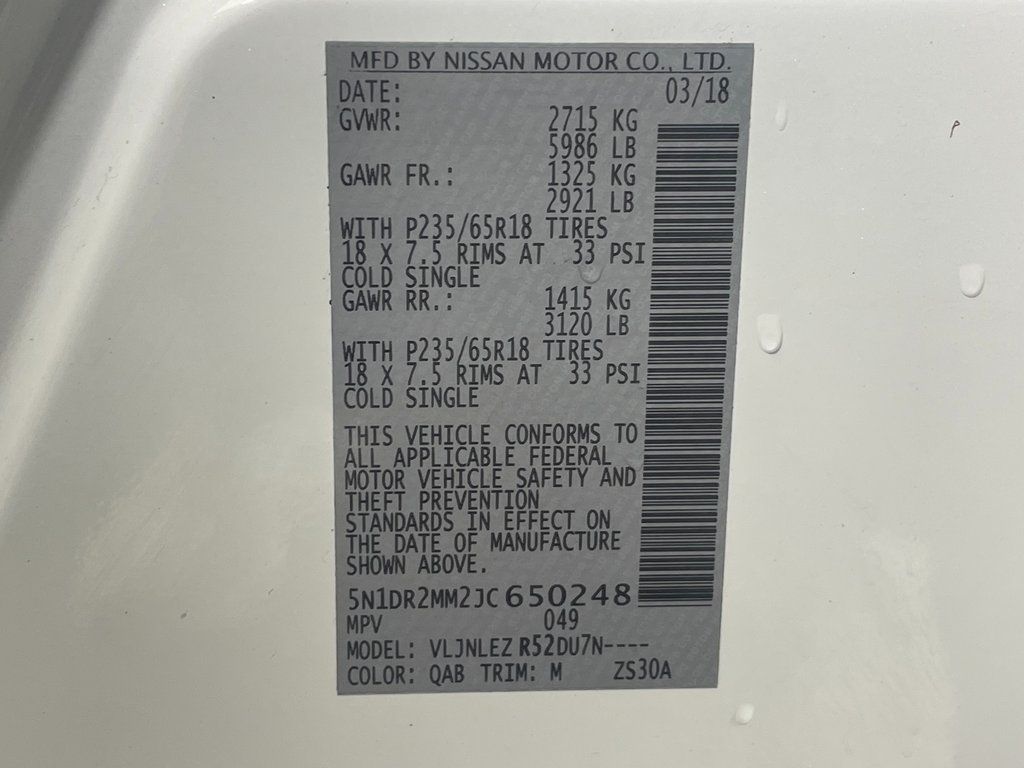 MFD BY NISSAN MOTOR CO., LTD.
DATE: 03/18
GVWR: 2715 KG
5986 LB
GAWR FR.: 1325 KG
2921 LB
WITH P235/65R18 TIRES
18 X 7.5 RIMS AT 33 PSI
COLD SINGLE
GAWR RR.: 1415 KG
3120 LB
WITH P235/65R18 TIRES
18 X 7.5 RIMS AT 33 PSI
COLD SINGLE
THIS VEHICLE CONFORMS TO
ALL APPLICABLE FEDERAL
MOTOR VEHICLE SAFETY AND
THEFT PREVENTION
STANDARDS IN EFFECT ON
THE DATE OF MANUFACTURE
SHOWN ABOVE.
5N1DR2MM2JC650248
MPV 049
MODEL: VLJNLEZ R52DU7N----
COLOR: QAB TRIM: M ZS30A